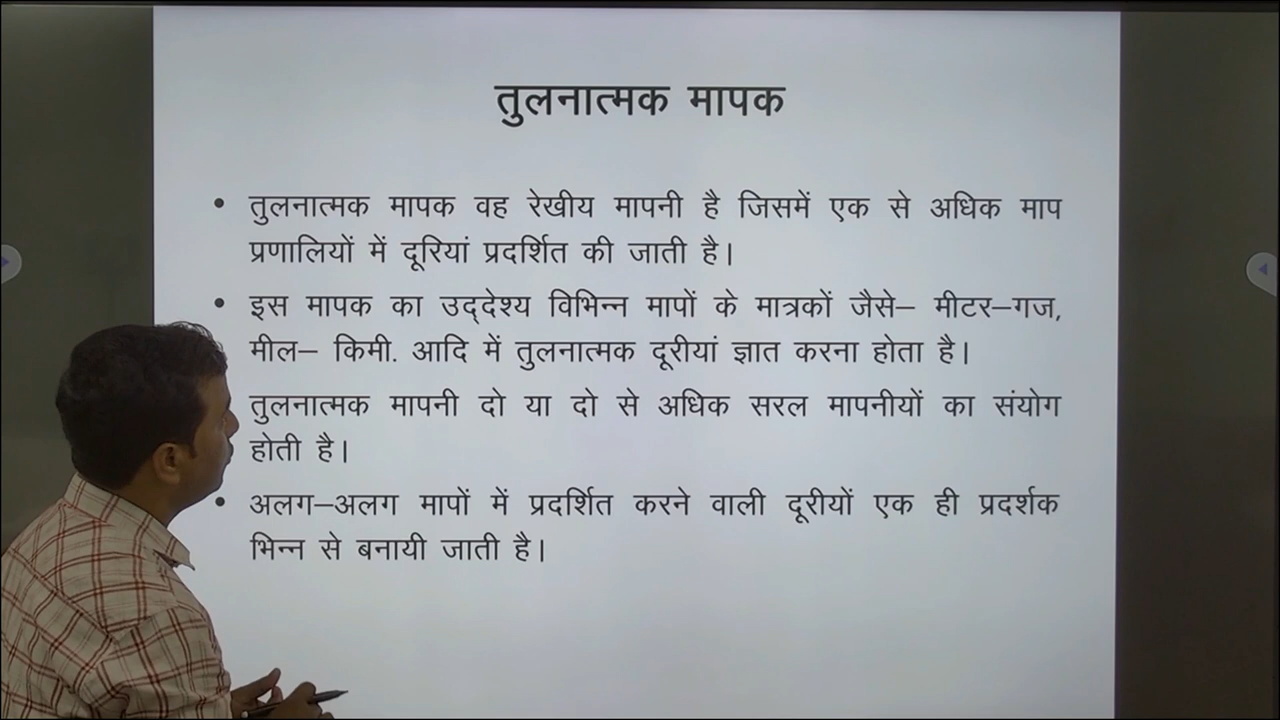 तुलनात्मक मापक
• तुलनात्मक मापक वह रेखीय मापनी है जिसमें एक से अधिक माप
प्रणालियों में दूरियां प्रदर्शित की जाती है।
• इस मापक का उद्देश्य विभिन्न मापों के मात्रकों जैसे– मीटर–गज,
मील– किमी. आदि में तुलनात्मक दूरीयां ज्ञात करना होता है।
तुलनात्मक मापनी दो या दो से अधिक सरल मापनीयों का संयोग
होती है।
• अलग–अलग मापों में प्रदर्शित करने वाली दूरीयों एक ही प्रदर्शक
भिन्न से बनायी जाती है।